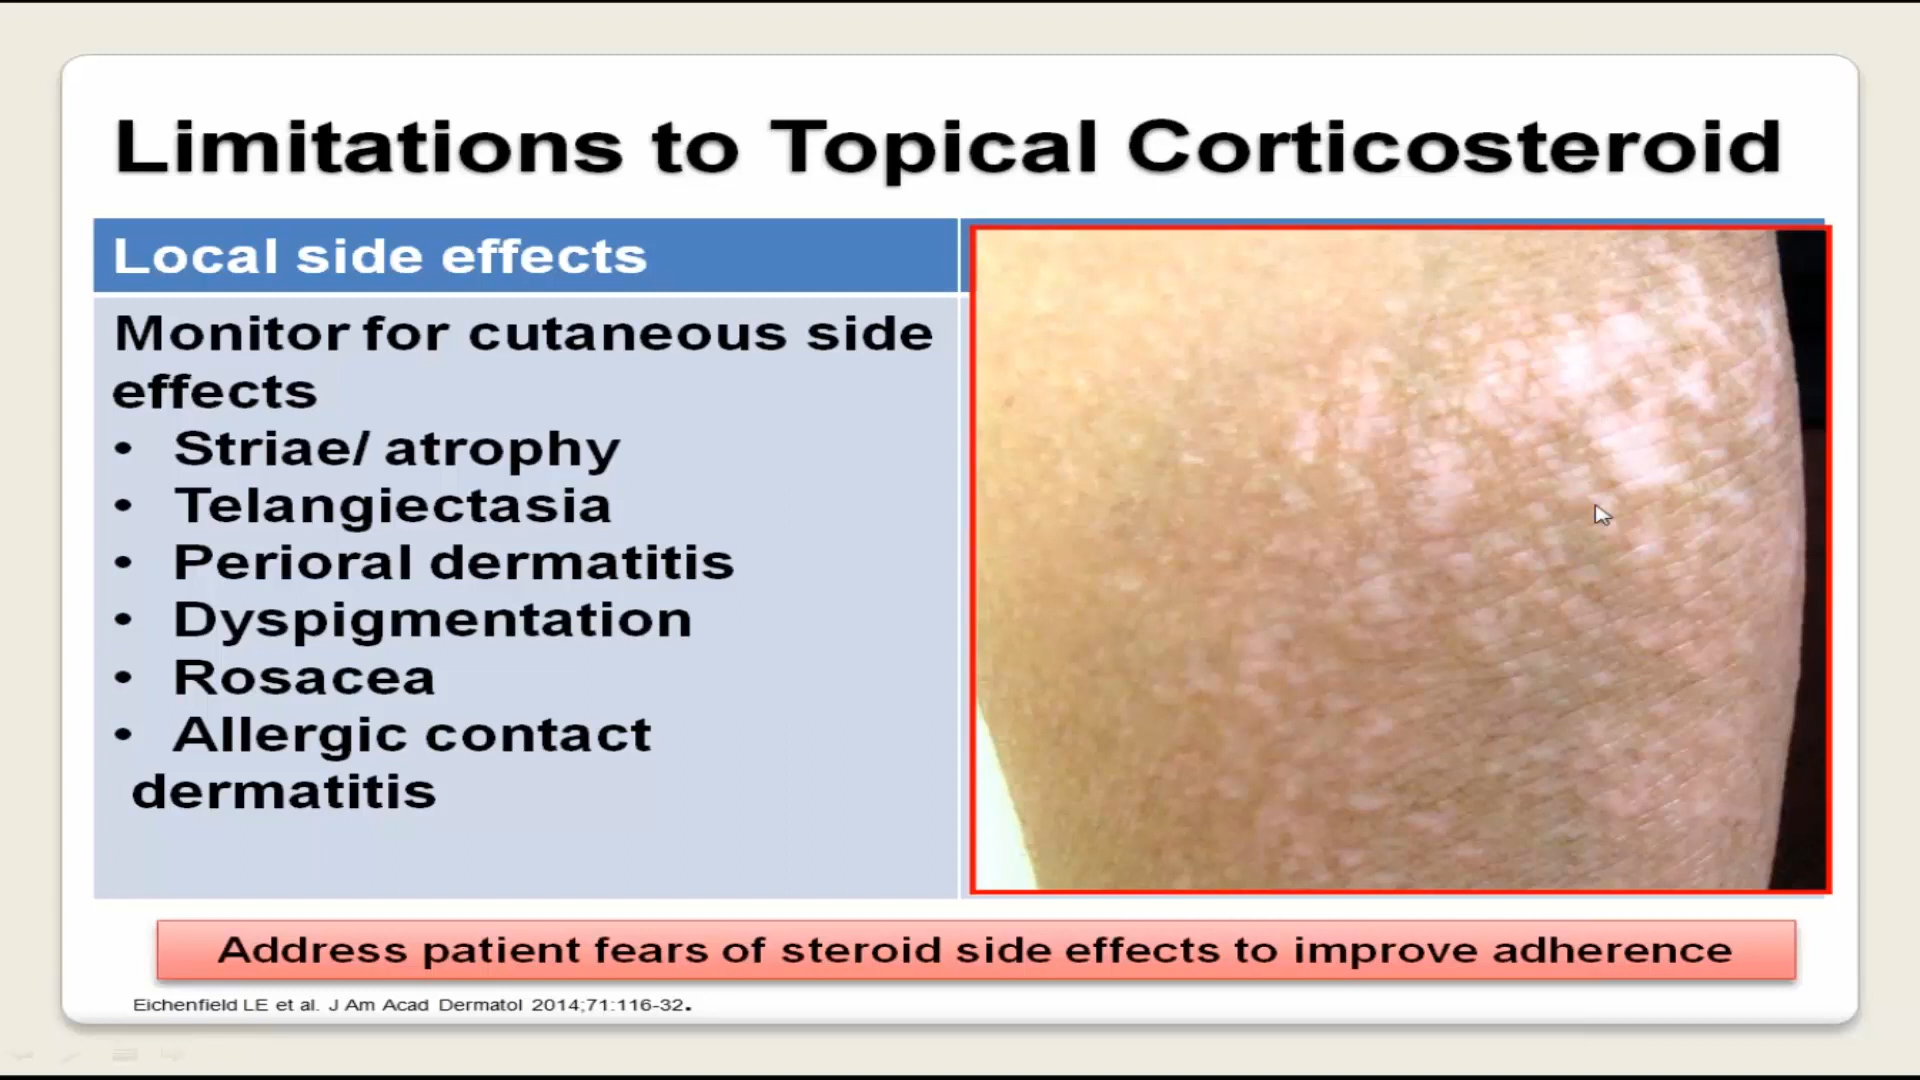 Limitations to Topical Corticosteroid
Local side effects
Monitor for cutaneous side
effects
• Striae/ atrophy
• Telangiectasia
• Perioral dermatitis
• Dyspigmentation
• Rosacea
• Allergic contact
dermatitis
Address patient fears of steroid side effects to improve adherence
Eichenfield LE et al. J Am Acad Dermatol 2014;71:116-32.